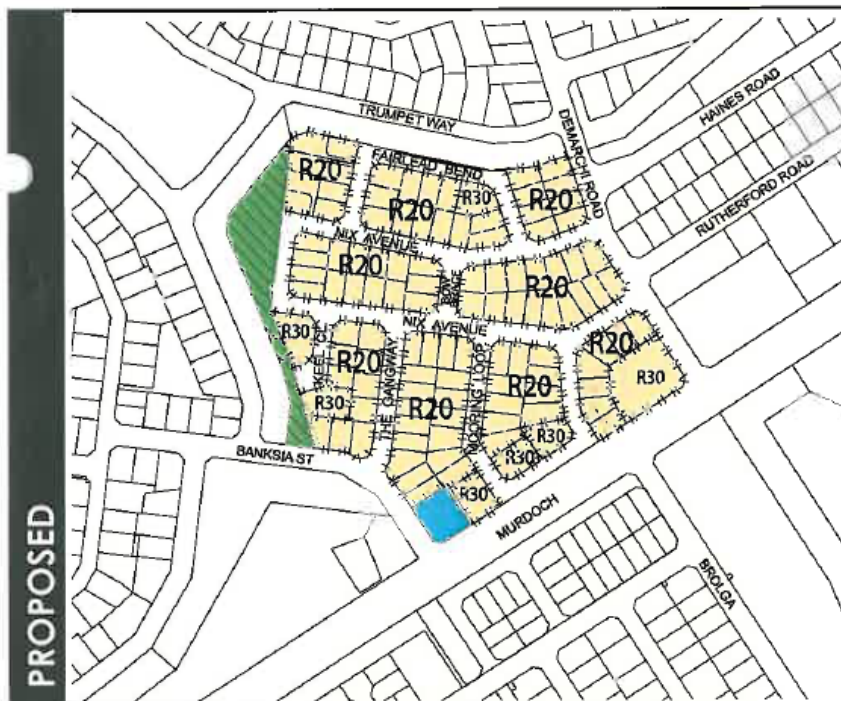 PROPOSED
TRUMPET WAY
DEMARCHI ROAD
HAINES ROAD
RUTHERFORD ROAD
FAIRLEAD BEND
R20
R30
R20
R20
NIX AVENUE
R20
R20
NIX AVENUE
R30
R20
R20
R30
R20
R20
THE GANGWAY
MOORING LOOP
R30
R30
R30
R30
BANKSIA ST
MURDOCH
BROLGA